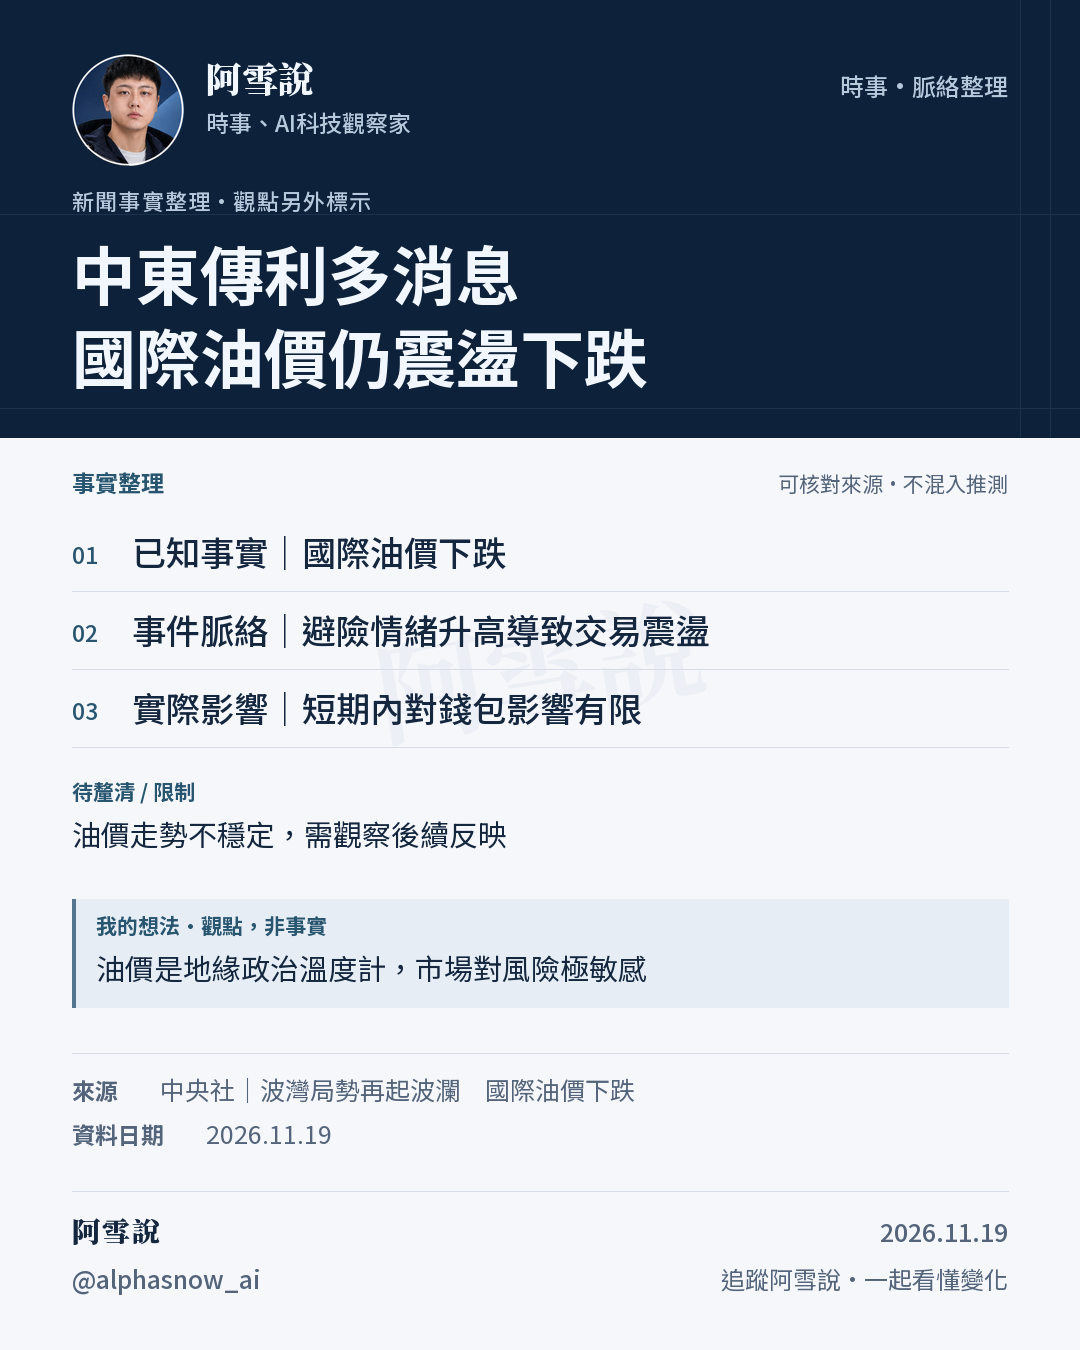 阿雪說
時事、AI科技觀察家
時事・脈絡整理
新聞事實整理・觀點另外標示
中東傳利多消息
國際油價仍震盪下跌
事實整理
可核對來源・不混入推測
01 已知事實｜國際油價下跌
02 事件脈絡｜避險情緒升高導致交易震盪
03 實際影響｜短期內對錢包影響有限
阿雪說
待釐清 / 限制
油價走勢不穩定，需觀察後續反映
我的想法・觀點，非事實
油價是地緣政治溫度計，市場對風險極敏感
來源 中央社｜波灣局勢再起波瀾 國際油價下跌
資料日期 2026.11.19
阿雪說
2026.11.19
@alphasnow_ai
追蹤阿雪說・一起看懂變化